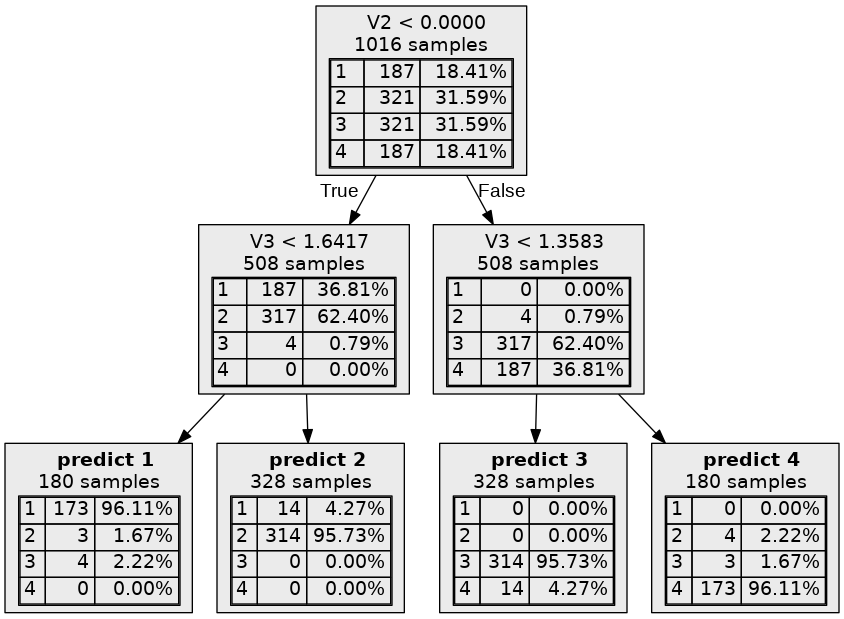 V2 < 0.0000
1016 samples
1 187 18.41%
2 321 31.59%
3 321 31.59%
4 187 18.41%
True
False
V3 < 1.6417
508 samples
1 187 36.81%
2 317 62.40%
3 4 0.79%
4 0 0.00%
V3 < 1.3583
508 samples
1 0 0.00%
2 4 0.79%
3 317 62.40%
4 187 36.81%
predict 1
180 samples
1 173 96.11%
2 3 1.67%
3 4 2.22%
4 0 0.00%
predict 2
328 samples
1 14 4.27%
2 314 95.73%
3 0 0.00%
4 0 0.00%
predict 3
328 samples
1 0 0.00%
2 0 0.00%
3 314 95.73%
4 14 4.27%
predict 4
180 samples
1 0 0.00%
2 4 2.22%
3 3 1.67%
4 173 96.11%